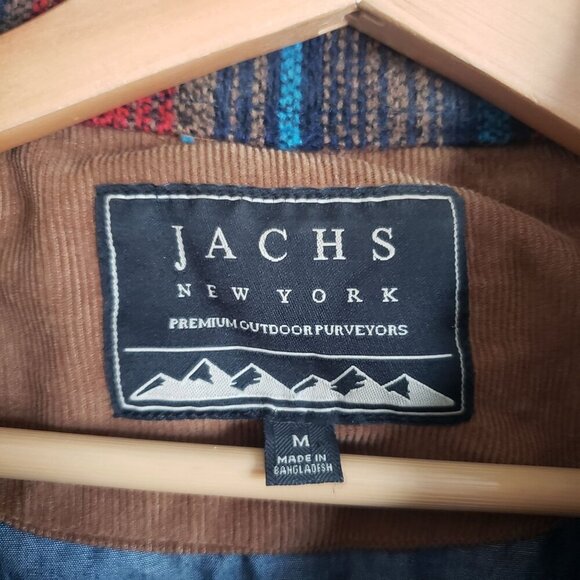 JACHS
NEW YORK
PREMIUM OUTDOOR PURVEYORS
M
MADE IN
BANGLADESH